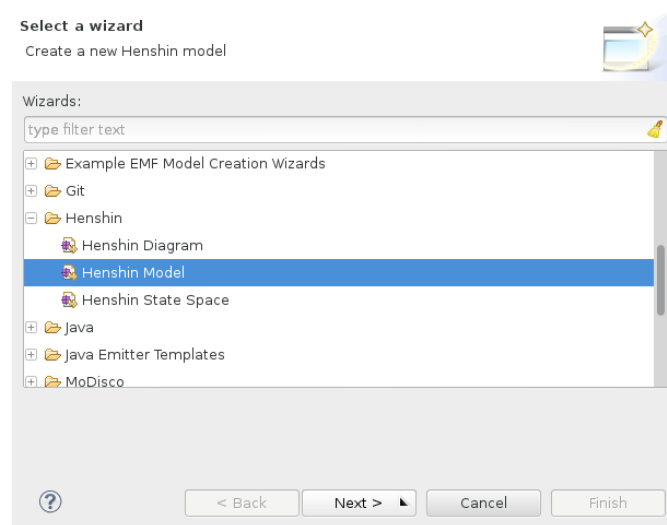 Select a wizard
Create a new Henshin model
Wizards:
type filter text
Example EMF Model Creation Wizards
Git
Henshin
Henshin Diagram
Henshin Model
Henshin State Space
Java
Java Emitter Templates
MoDisco
? < Back Next > Cancel Finish